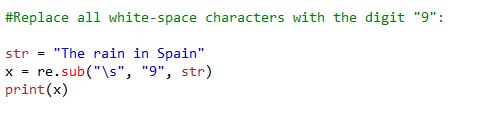 #Replace all white-space characters with the digit "9":
str = "The rain in Spain"
x = re.sub("\s", "9", str)
print(x)